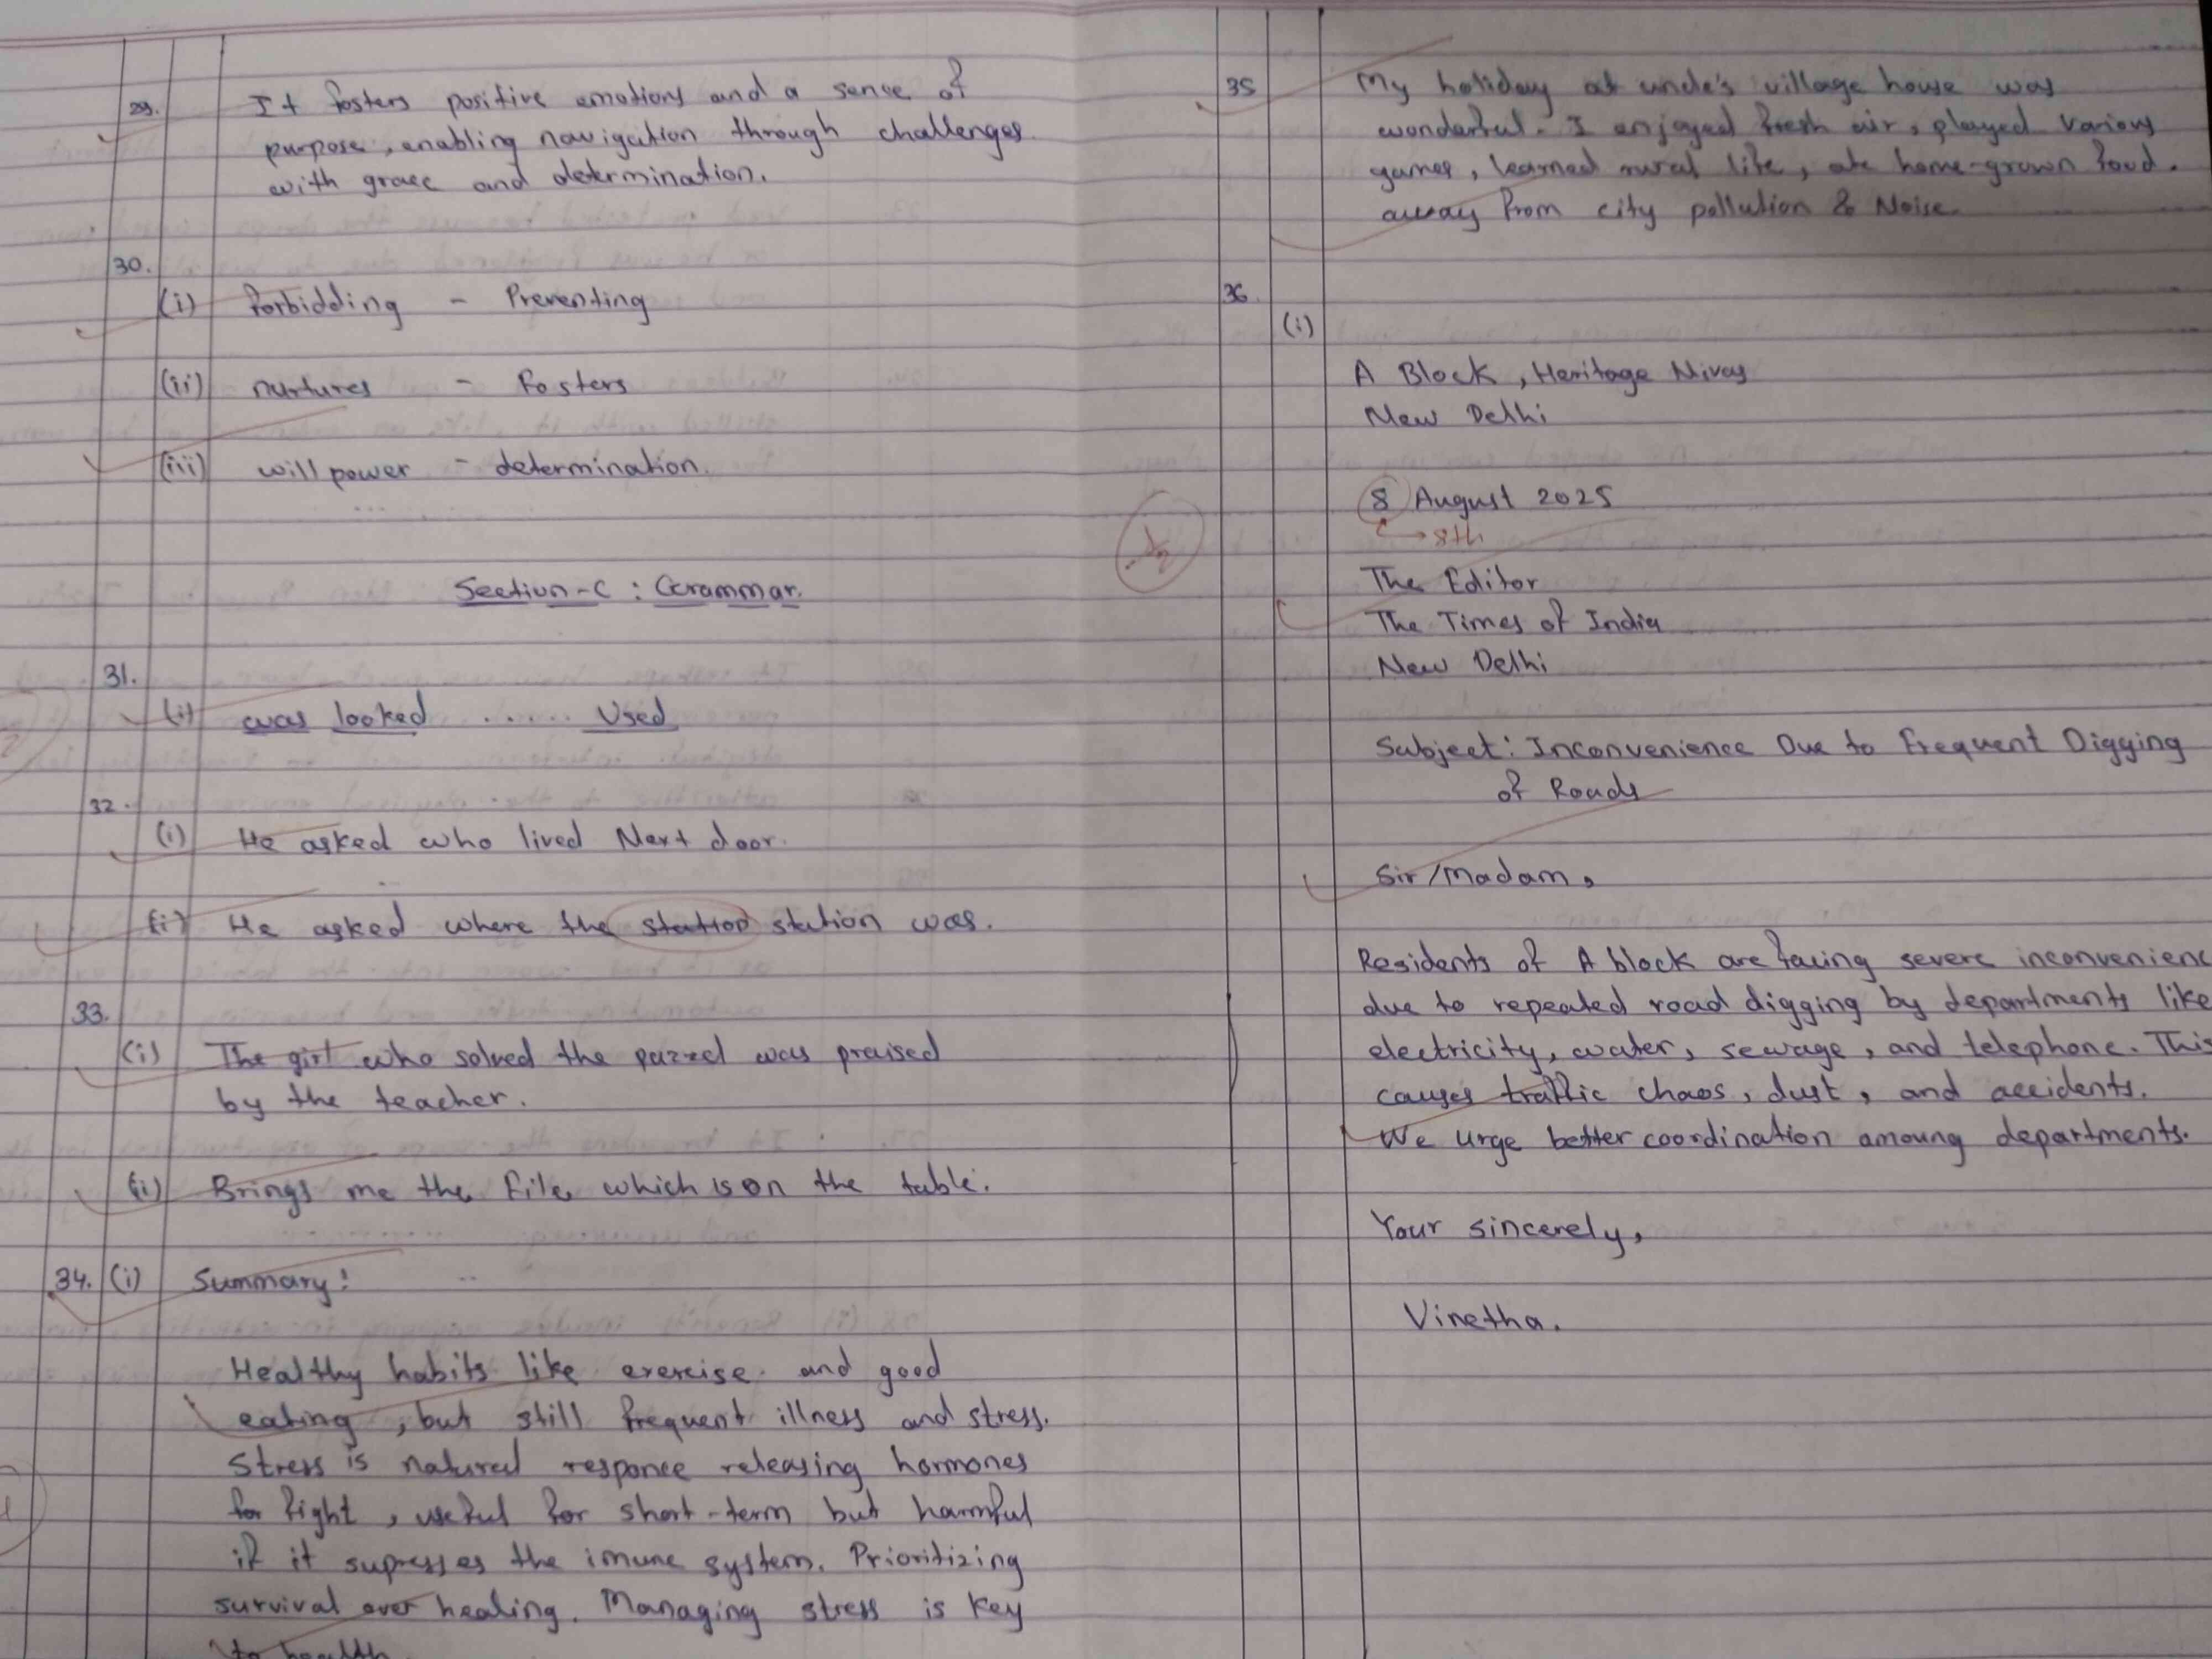 29. It fosters positive emotions and a sense of
purpose, enabling navigation through challenges
with grace and determination.
30.
(i) Forbidding - Preventing
(ii) nurtures - Fosters
(iii) will power - determination.
Section-C : Grammar.
31.
(i) was looked ..... Used
32.
(i) He asked who lived Next door.
(ii) He asked where the station station was.
33.
(i) The girl who solved the puzzel was praised
by the teacher.
(ii) Brings me the file which is on the table.
34. (i) Summary:
Healthy habits like exercise and good
eating, but still frequent illness and stress.
Stress is natural responce releasing hormones
for fight, useful for short-term but harmful
if it supresses the imune system. Prioritizing
survival over healing. Managing stress is key
to health
35 My holiday at uncle's village house was
wonderful. I enjoyed fresh air, played various
games, learned rural life, ate home-grown food.
away from city pollution & Noise.
36.
(i)
A Block, Heritage Nivas
New Delhi
8 August 2025
8th
The Editor
The Times of India
New Delhi
Subject: Inconvenience Due to Frequent Digging
of Roads
Sir/Madam,
Residents of A block are facing severe inconvenienc
due to repeated road digging by departments like
electricity, water, sewage, and telephone. This
causes traffic chaos, dust, and accidents.
We urge better coordination amoung departments.
Your sincerely,
Vinetha.